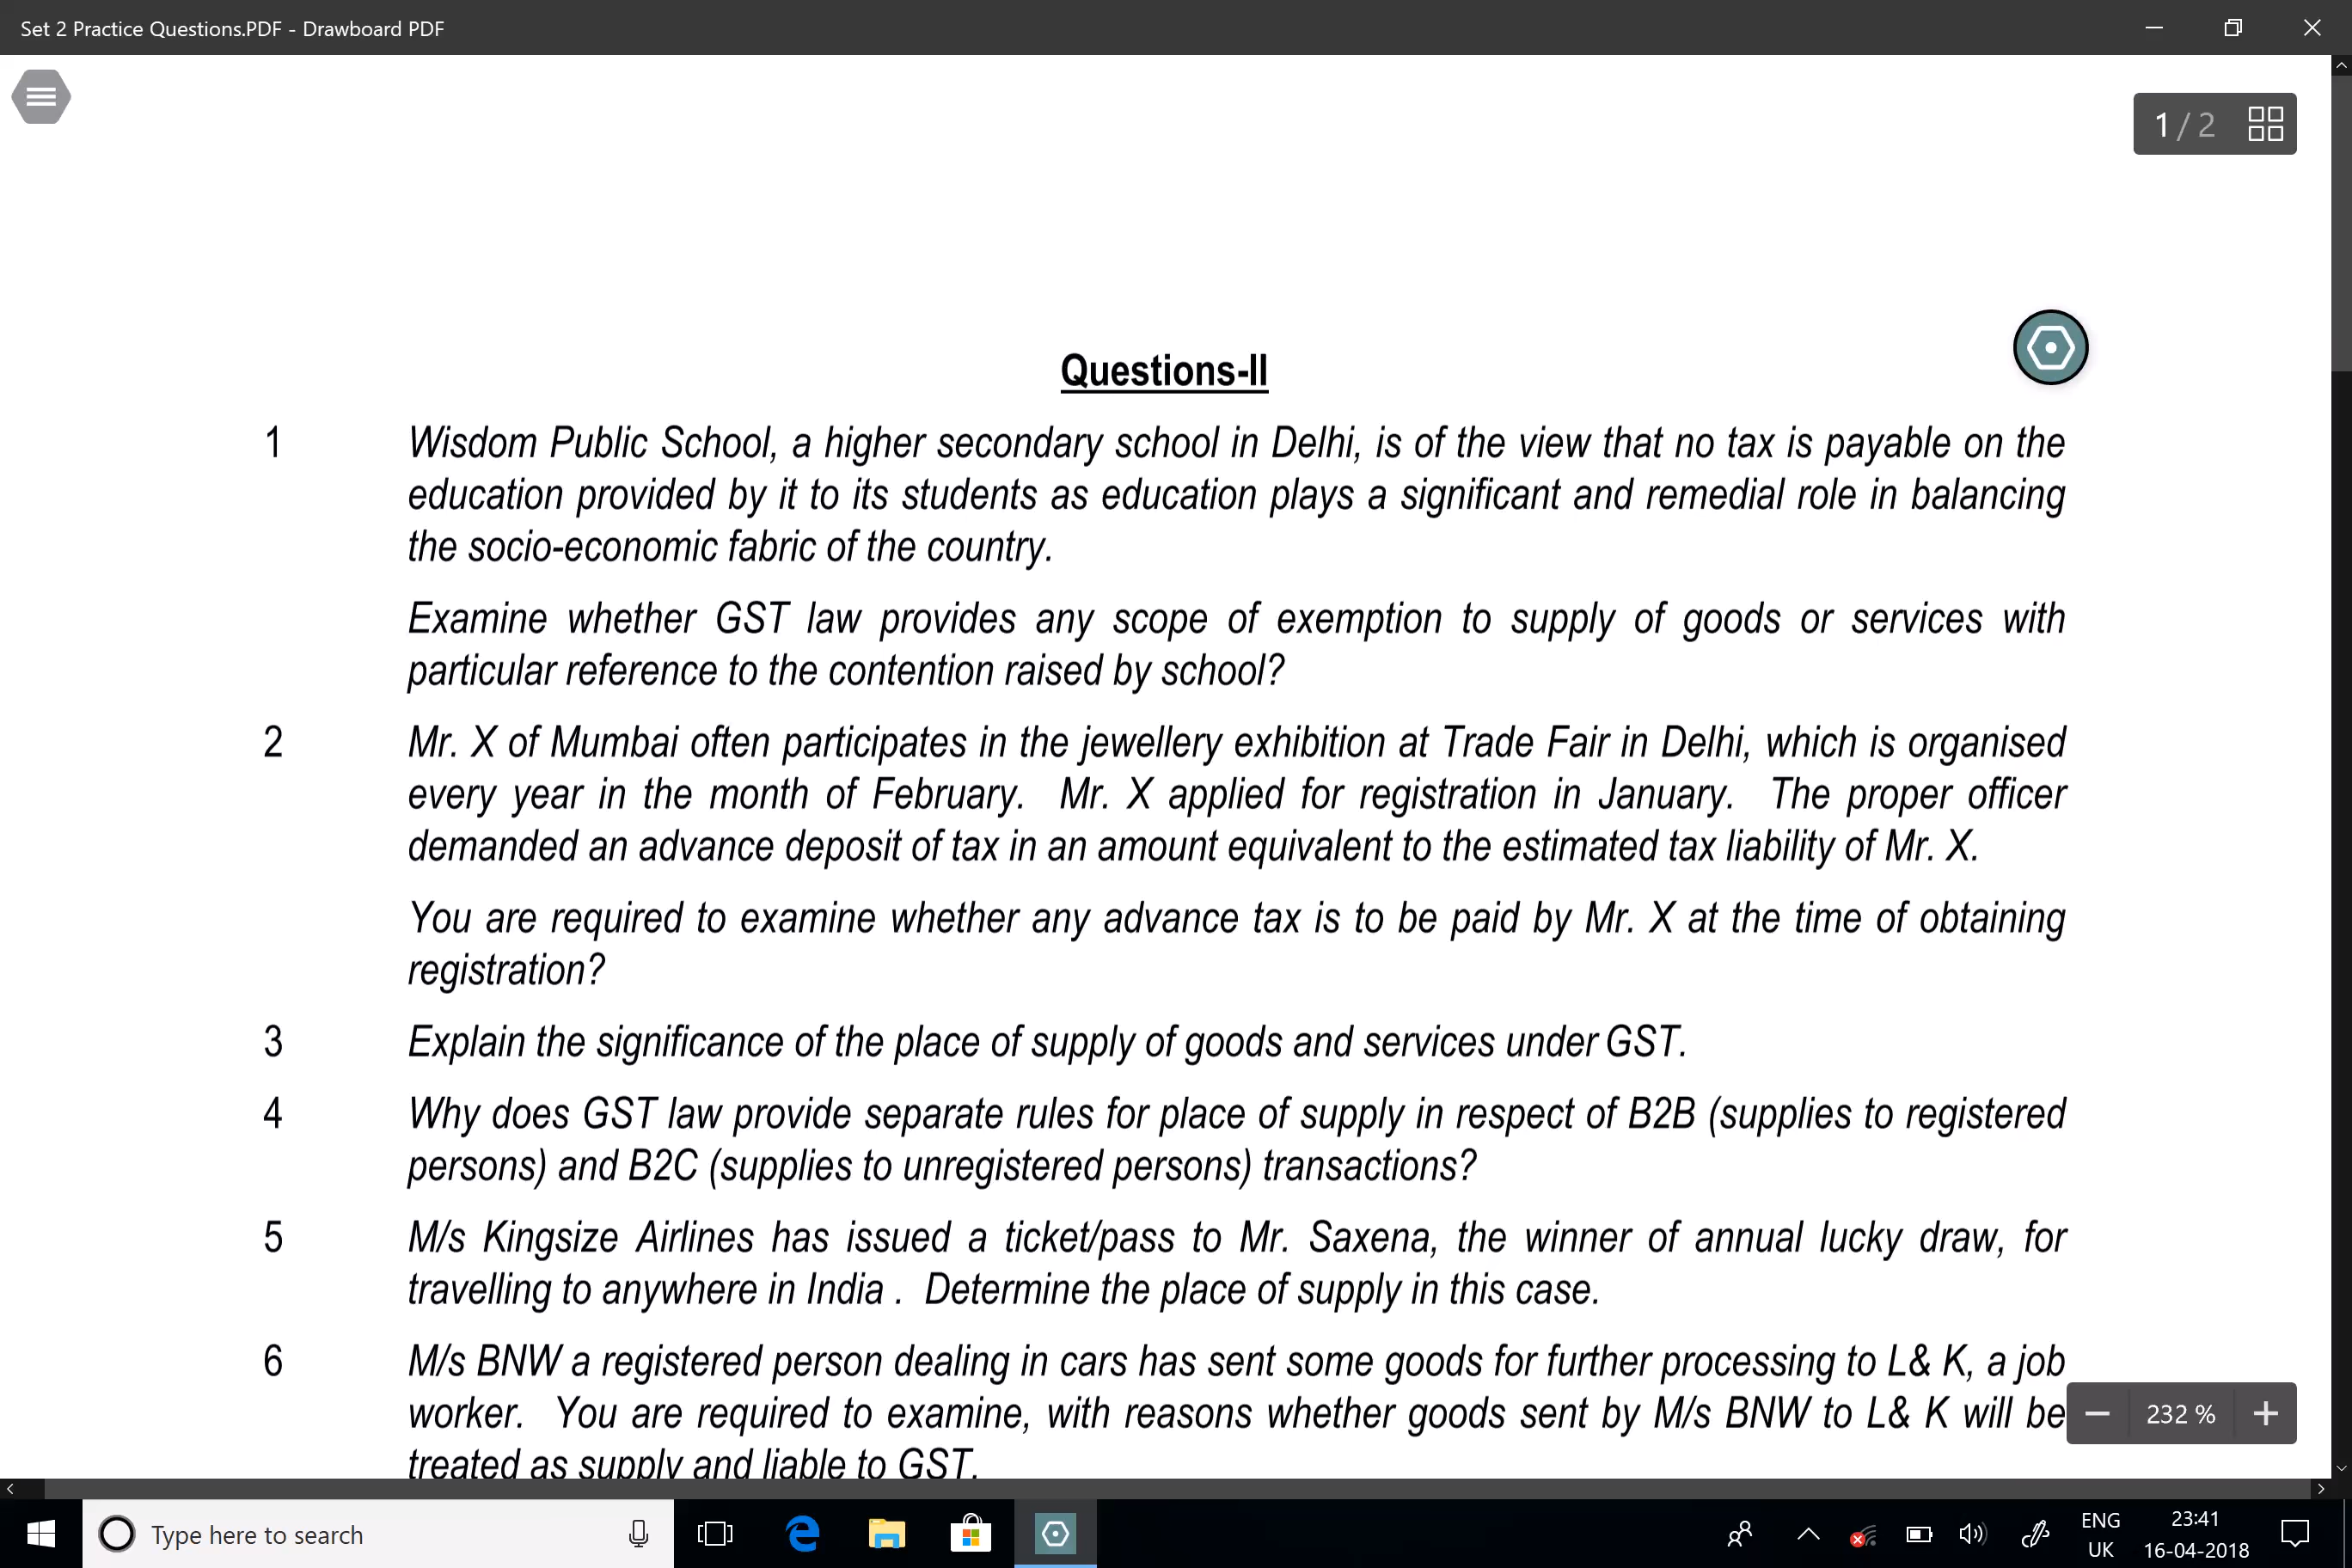 Set 2 Practice Questions.PDF - Drawboard PDF
1 / 2
Questions-II
1 Wisdom Public School, a higher secondary school in Delhi, is of the view that no tax is payable on the
education provided by it to its students as education plays a significant and remedial role in balancing
the socio-economic fabric of the country.
Examine whether GST law provides any scope of exemption to supply of goods or services with
particular reference to the contention raised by school?
2 Mr. X of Mumbai often participates in the jewellery exhibition at Trade Fair in Delhi, which is organised
every year in the month of February. Mr. X applied for registration in January. The proper officer
demanded an advance deposit of tax in an amount equivalent to the estimated tax liability of Mr. X.
You are required to examine whether any advance tax is to be paid by Mr. X at the time of obtaining
registration?
3 Explain the significance of the place of supply of goods and services under GST.
4 Why does GST law provide separate rules for place of supply in respect of B2B (supplies to registered
persons) and B2C (supplies to unregistered persons) transactions?
5 M/s Kingsize Airlines has issued a ticket/pass to Mr. Saxena, the winner of annual lucky draw, for
travelling to anywhere in India . Determine the place of supply in this case.
6 M/s BNW a registered person dealing in cars has sent some goods for further processing to L& K, a job
worker. You are required to examine, with reasons whether goods sent by M/s BNW to L& K will be
treated as supply and liable to GST.
232 %
Type here to search
ENG
UK
23:41
16-04-2018